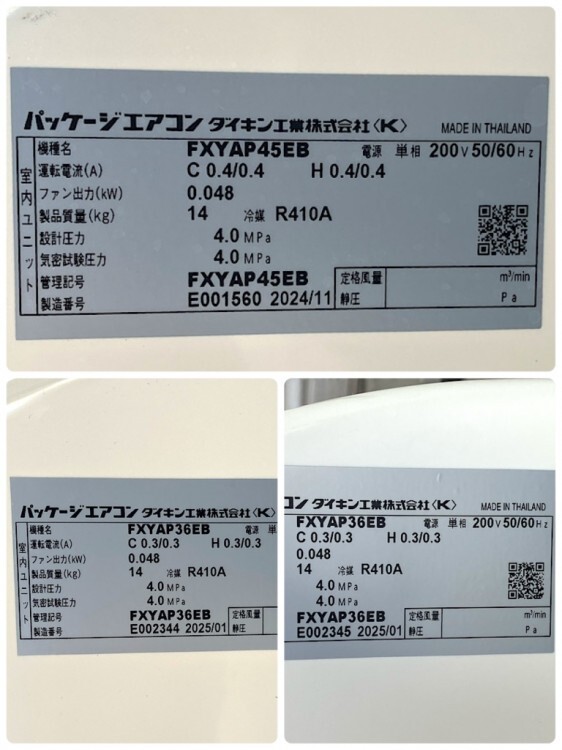 パッケージエアコン ダイキン工業株式会社〈K〉 MADE IN THAILAND
室内ユニット
機種名 FXYAP45EB 電源 単相 200V 50/60Hz
運転電流(A) C 0.4/0.4 H 0.4/0.4
ファン出力(kW) 0.048
製品質量(kg) 14 冷媒 R410A
設計圧力 4.0 MPa
気密試験圧力 4.0 MPa
管理記号 FXYAP45EB 定格風量 m³/min
製造番号 E001560 2024/11 静圧 Pa
パッケージエアコン ダイキン工業株式会社〈K〉
室内ユニット
機種名 FXYAP36EB 電源 単
運転電流(A) C 0.3/0.3 H 0.3/0.3
ファン出力(kW) 0.048
製品質量(kg) 14 冷媒 R410A
設計圧力 4.0 MPa
気密試験圧力 4.0 MPa
管理記号 FXYAP36EB 定格風量
製造番号 E002344 2025/01 静圧
コン ダイキン工業株式会社〈K〉 MADE IN THAILAND
FXYAP36EB 電源 単相 200V 50/60Hz
C 0.3/0.3 H 0.3/0.3
0.048
14 冷媒 R410A
4.0 MPa
4.0 MPa
FXYAP36EB 定格風量 m³/min
E002345 2025/01 静圧 Pa